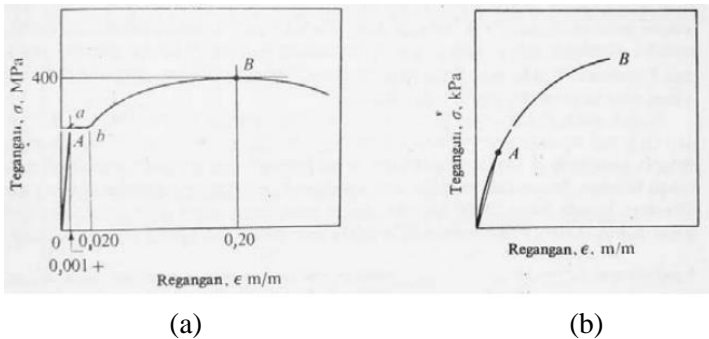 Tegangan, σ, MPa
400
a
A
b
B
0
0,020
0,20
0,001 +
Regangan, ϵ m/m
(a)
Tegangan, σ, kPa
A
B
Regangan, ϵ. m/m
(b)